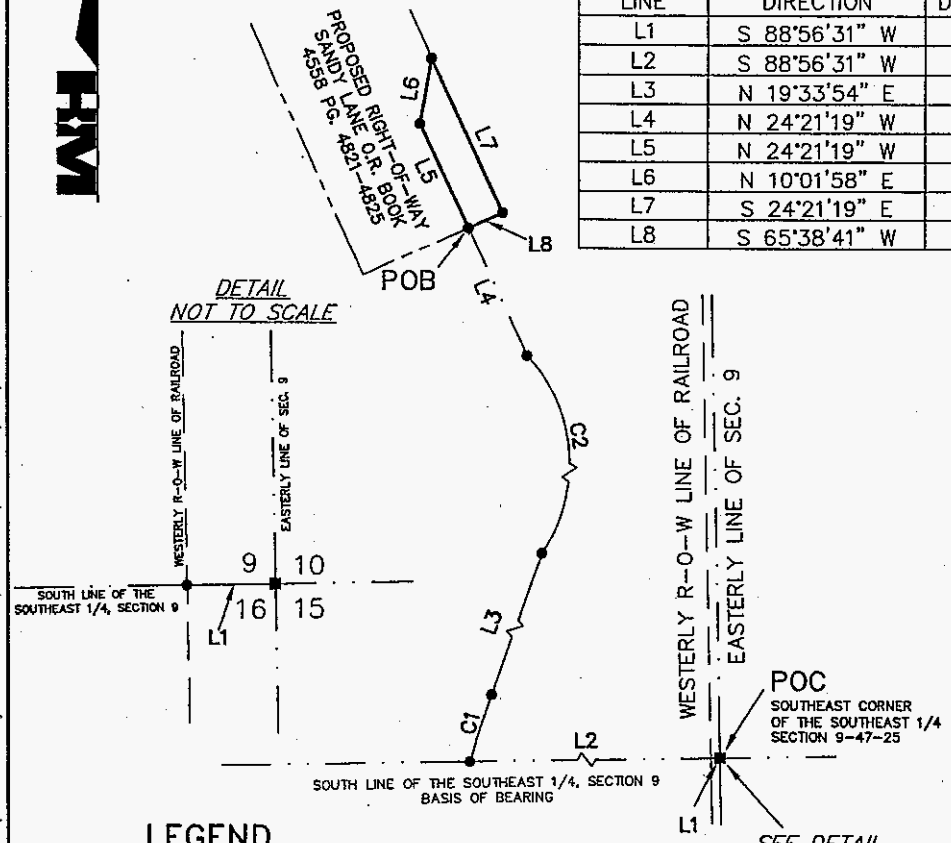 HM
LINE DIRECTION D
L1 S 88°56'31" W
L2 S 88°56'31" W
L3 N 19°33'54" E
L4 N 24°21'19" W
L5 N 24°21'19" W
L6 N 10°01'58" E
L7 S 24°21'19" E
L8 S 65°38'41" W
PROPOSED RIGHT-OF-WAY
SANDY LANE O.R. BOOK
4558 PG. 4821-4825
L6
L7
L5
L8
POB
L4
DETAIL
NOT TO SCALE
WESTERLY R-O-W LINE OF RAILROAD
EASTERLY LINE OF SEC. 9
9 10
16 15
SOUTH LINE OF THE
SOUTHEAST 1/4, SECTION 9
L1
C2
L3
C1
L2
WESTERLY R-O-W LINE OF RAILROAD
EASTERLY LINE OF SEC. 9
POC
SOUTHEAST CORNER
OF THE SOUTHEAST 1/4
SECTION 9-47-25
SOUTH LINE OF THE SOUTHEAST 1/4, SECTION 9
BASIS OF BEARING
L1
LEGEND
SEE DETAIL